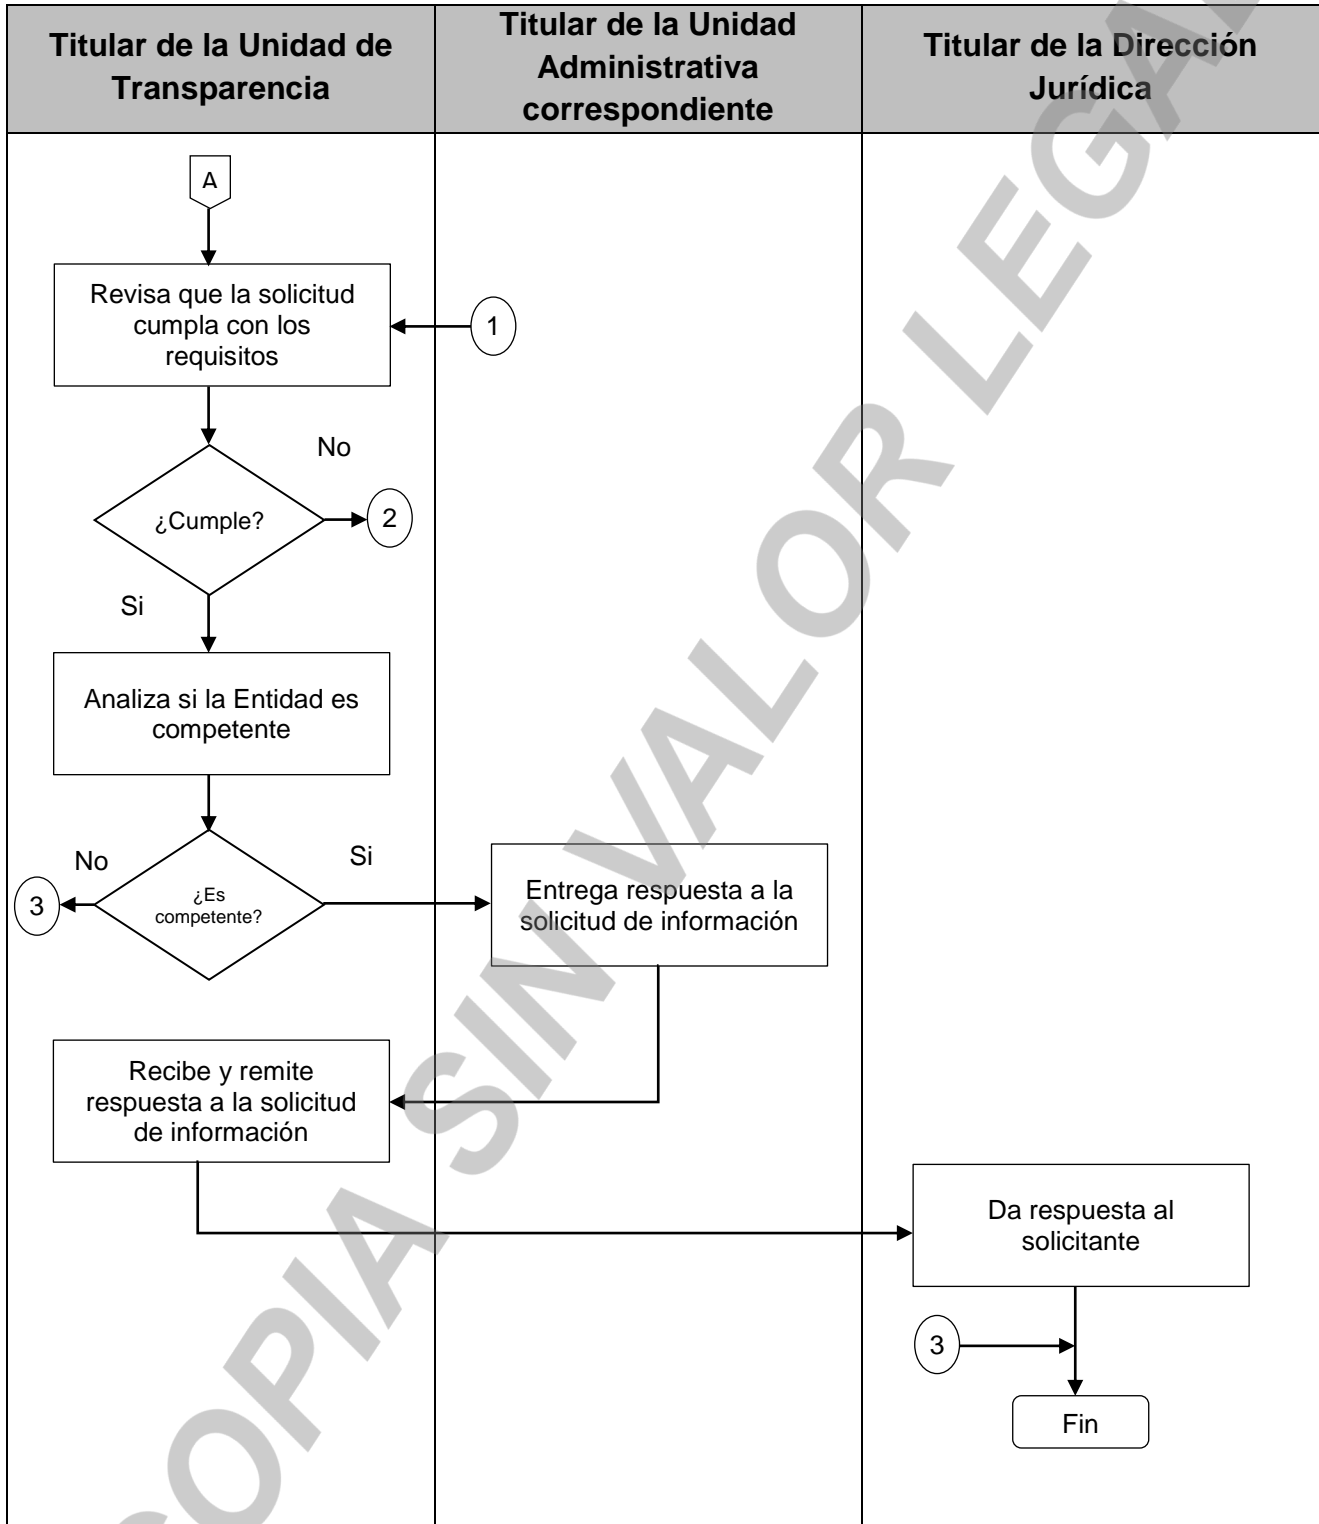 Titular de la Unidad de
Transparencia
Titular de la Unidad
Administrativa
correspondiente
Titular de la Dirección
Jurídica
A
Revisa que la solicitud
cumpla con los
requisitos
1
No
¿Cumple?
2
Si
Analiza si la Entidad es
competente
No
Si
3
¿Es
competente?
Entrega respuesta a la
solicitud de información
Recibe y remite
respuesta a la solicitud
de información
Da respuesta al
solicitante
3
Fin
COPIA SIN VALOR LEGAL